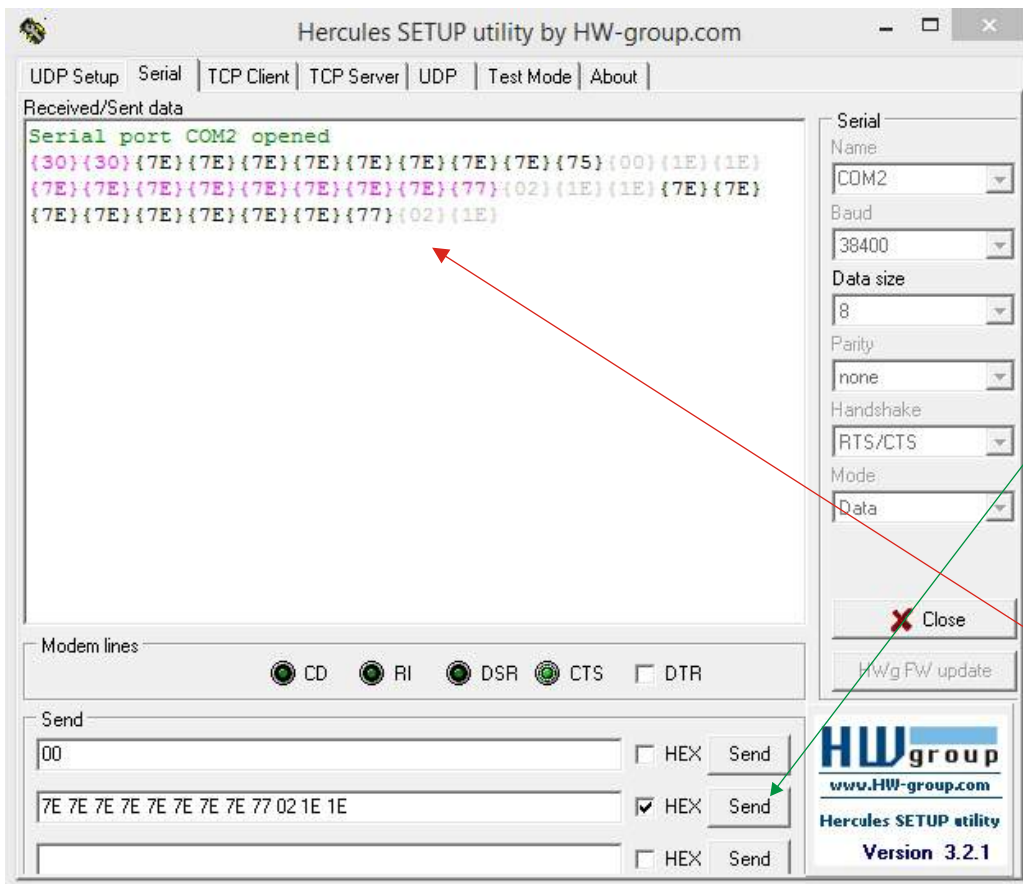 Hercules SETUP utility by HW-group.com
UDP Setup Serial TCP Client TCP Server UDP Test Mode About
Received/Sent data
Serial port COM2 opened
{30}{30}{7E}{7E}{7E}{7E}{7E}{7E}{7E}{7E}{75}{00}{1E}{1E}
{7E}{7E}{7E}{7E}{7E}{7E}{7E}{7E}{77}{02}{1E}{1E}{7E}{7E}
{7E}{7E}{7E}{7E}{7E}{7E}{77}{02}{1E}
Serial
Name
COM2
Baud
38400
Data size
8
Parity
none
Handshake
RTS/CTS
Mode
Data
Close
HWg FW update
Modem lines
CD RI DSR CTS DTR
Send
00 HEX Send
7E 7E 7E 7E 7E 7E 7E 7E 77 02 1E 1E HEX Send
HEX Send
HW group
www.HW-group.com
Hercules SETUP utility
Version 3.2.1